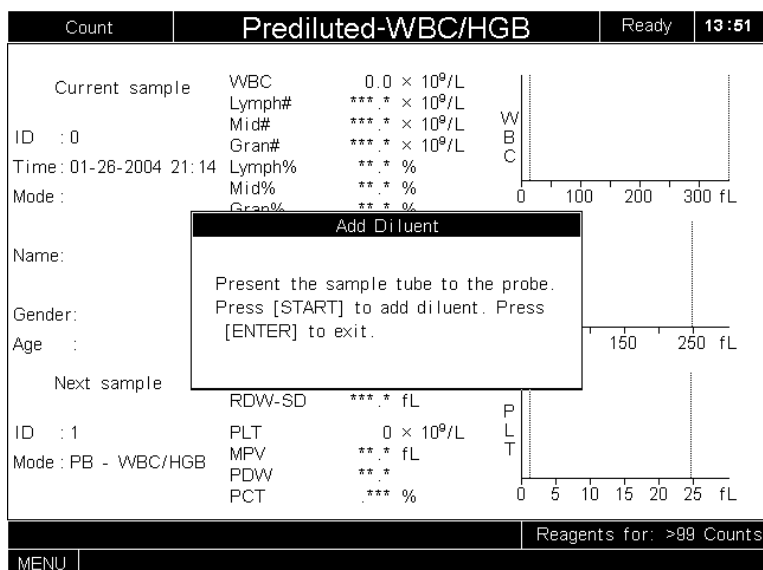 Count Prediluted-WBC/HGB Ready 13:51
Current sample
ID : 0
Time : 01-26-2004 21:14
Mode :
Name:
Gender:
Age :
Next sample
ID : 1
Mode : PB - WBC/HGB
WBC 0.0 × 10⁹/L
Lymph# ***.* × 10⁹/L
Mid# ***.* × 10⁹/L
Gran# ***.* × 10⁹/L
Lymph% **.* %
Mid% **.* %
Gran% **.* %
Add Diluent
Present the sample tube to the probe.
Press [START] to add diluent. Press
[ENTER] to exit.
RDW-SD ***.* fL
PLT 0 × 10⁹/L
MPV **.* fL
PDW **.*
PCT .*** %
WBC
0 100 200 300 fL
150 250 fL
PLT
0 5 10 15 20 25 fL
Reagents for: >99 Counts
MENU